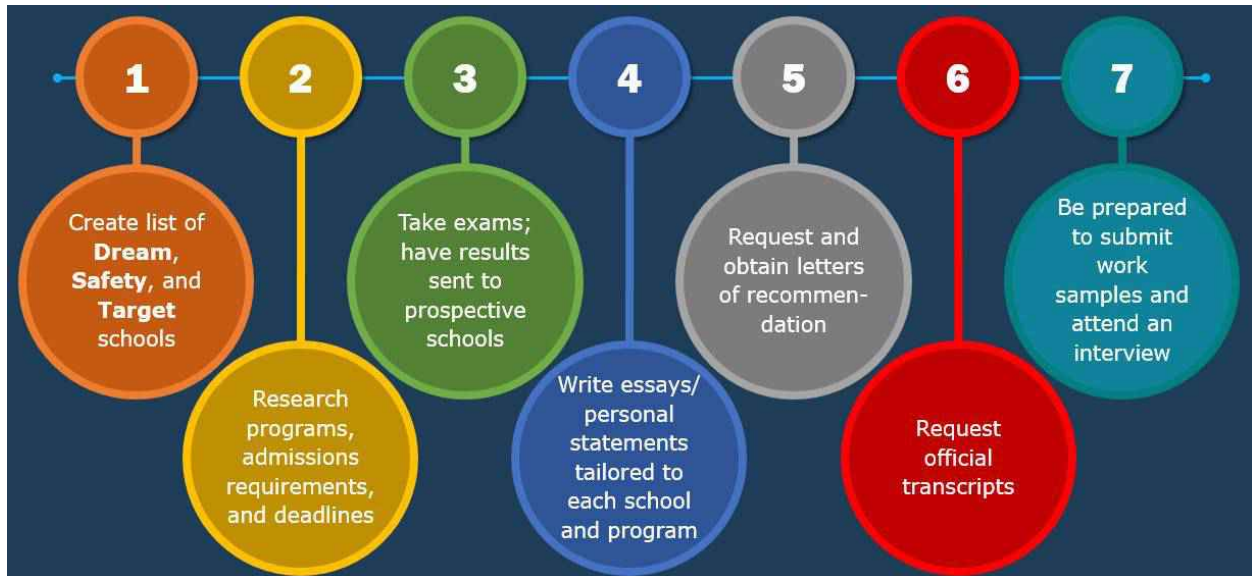 1
2
3
4
5
6
7
Create list of
Dream,
Safety, and
Target
schools
Research
programs,
admissions
requirements,
and deadlines
Take exams;
have results
sent to
prospective
schools
Write essays/
personal
statements
tailored to
each school
and program
Request and
obtain letters
of recommen-
dation
Request
official
transcripts
Be prepared
to submit
work
samples and
attend an
interview